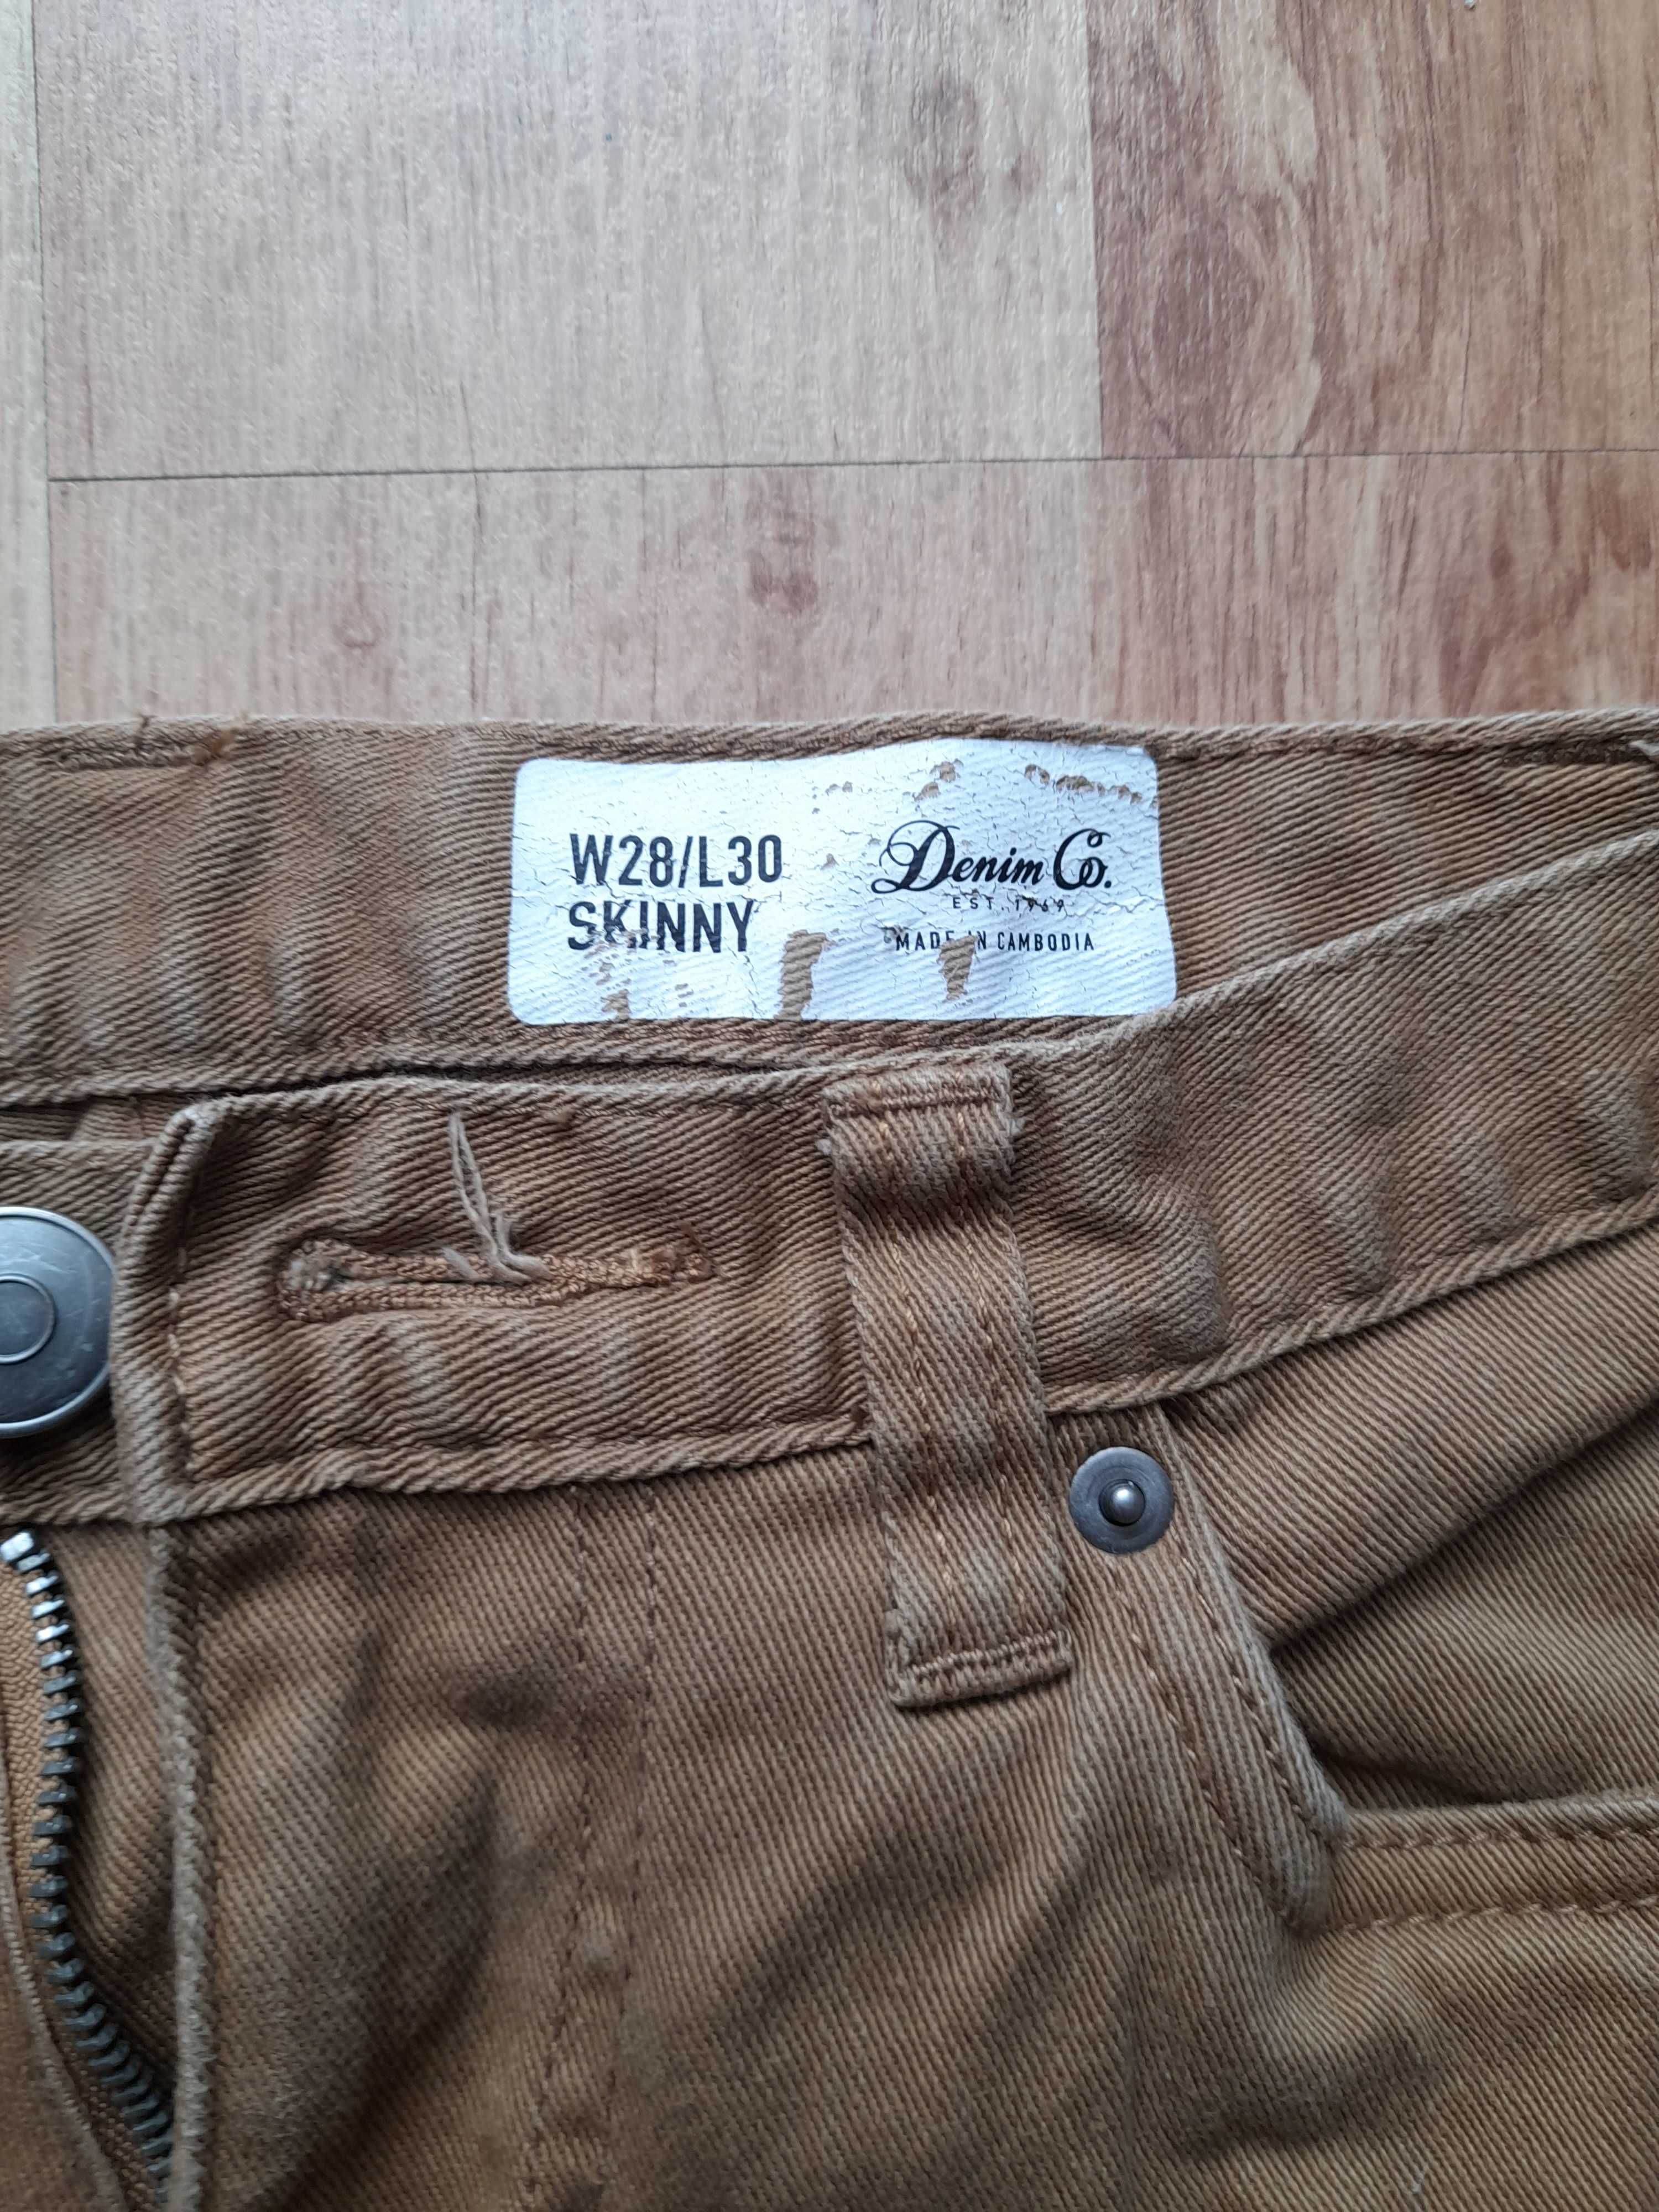 W28/L30
SKINNY
Denim Co.
EST. 1969
MADE IN CAMBODIA